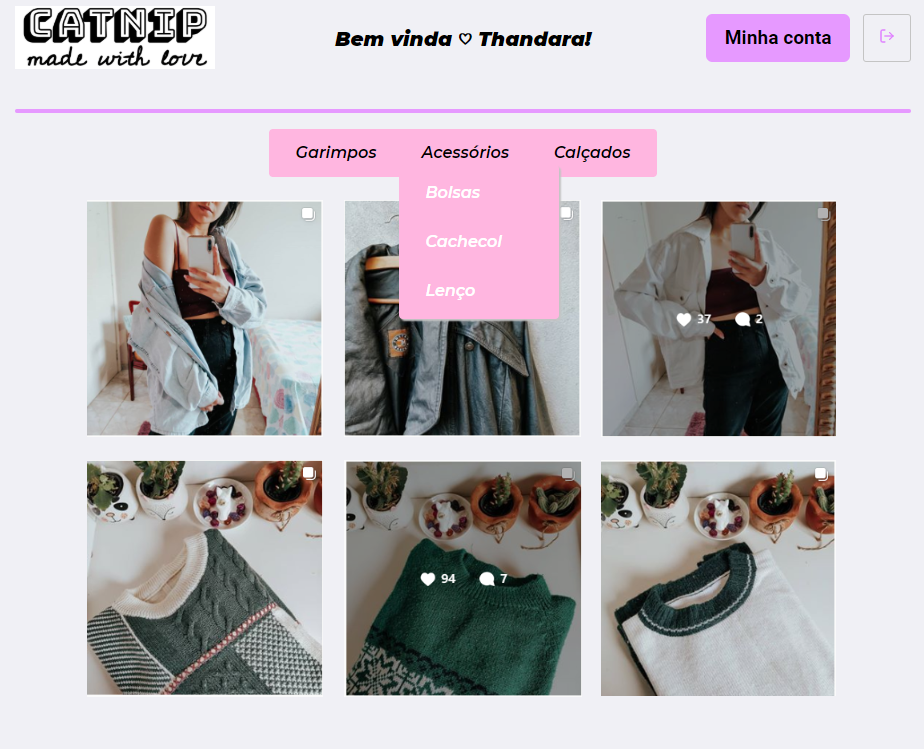 CATNIP
made with love
Bem vinda ♡ Thandara!
Minha conta
Garimpos
Acessórios
Calçados
Bolsas
Cachecol
Lenço
37
2
94
7